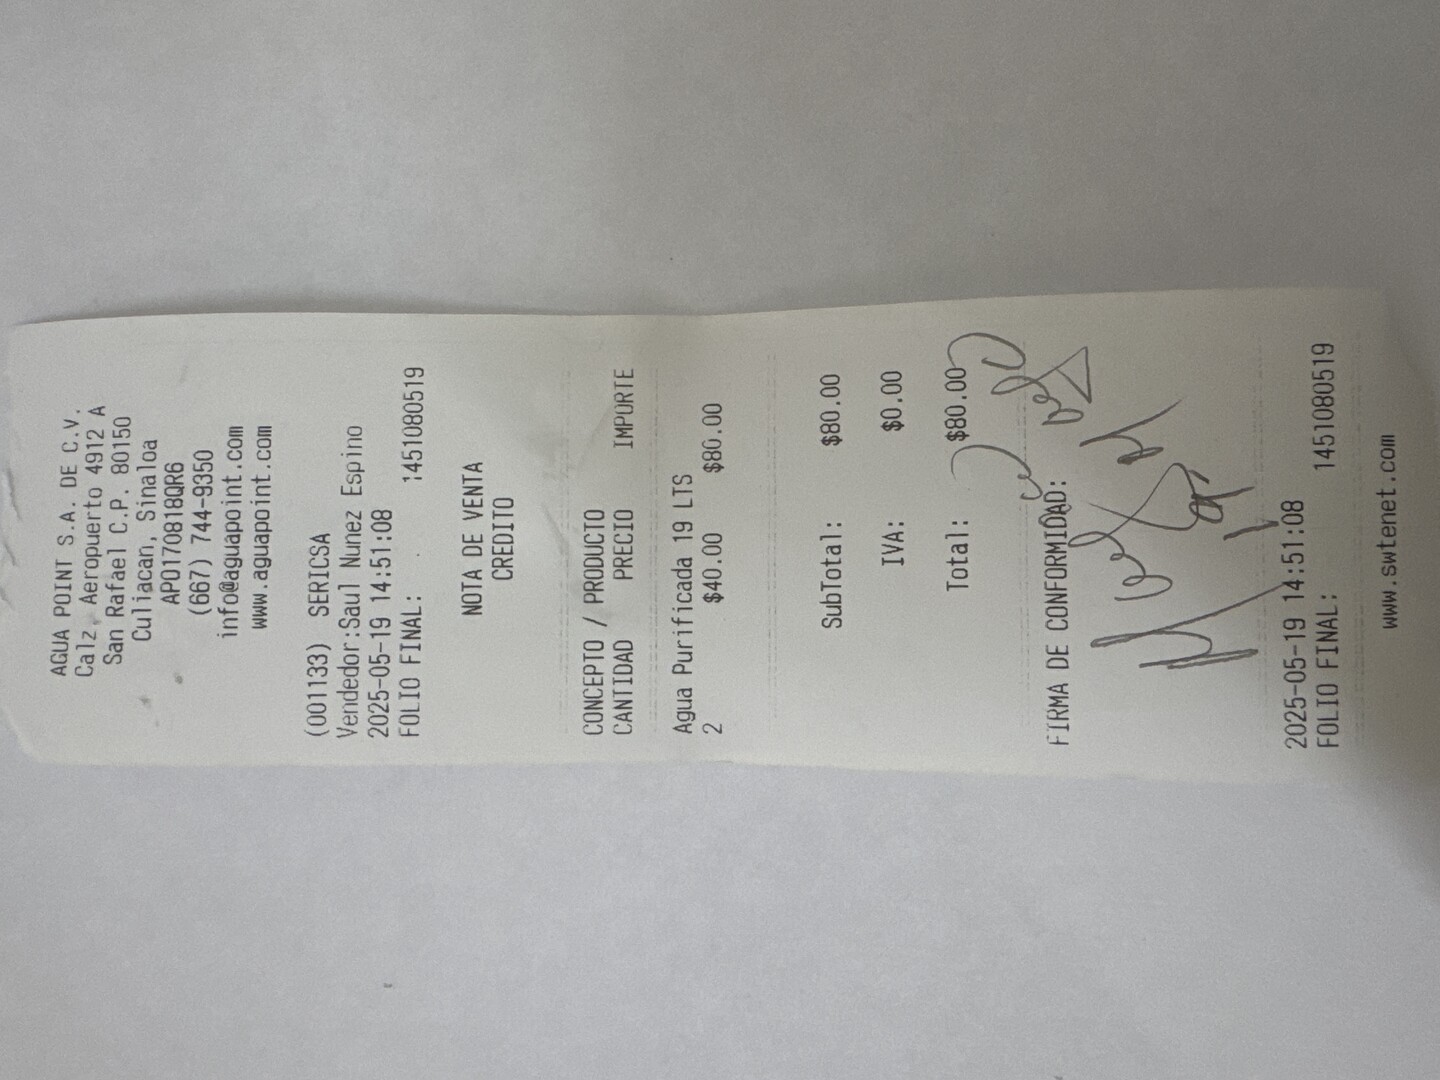 AGUA POINT S.A. DE C.V.
Calz. Aeropuerto 4912 A
San Rafael C.P. 80150
Culiacan, Sinaloa
APO170818QR6
(667) 744-9350
info@aguapoint.com
www.aguapoint.com
(001133) SERICSA
Vendedor:Saul Nunez Espino
2025-05-19 14:51:08
FOLIO FINAL: 1451080519
NOTA DE VENTA
CREDITO
CONCEPTO / PRODUCTO
CANTIDAD PRECIO IMPORTE
Agua Purificada 19 LTS
2 $40.00 $80.00
SubTotal: $80.00
IVA: $0.00
Total: $80.00
FIRMA DE CONFORMIDAD:
2025-05-19 14:51:08
FOLIO FINAL: 1451080519
www.swtenet.com